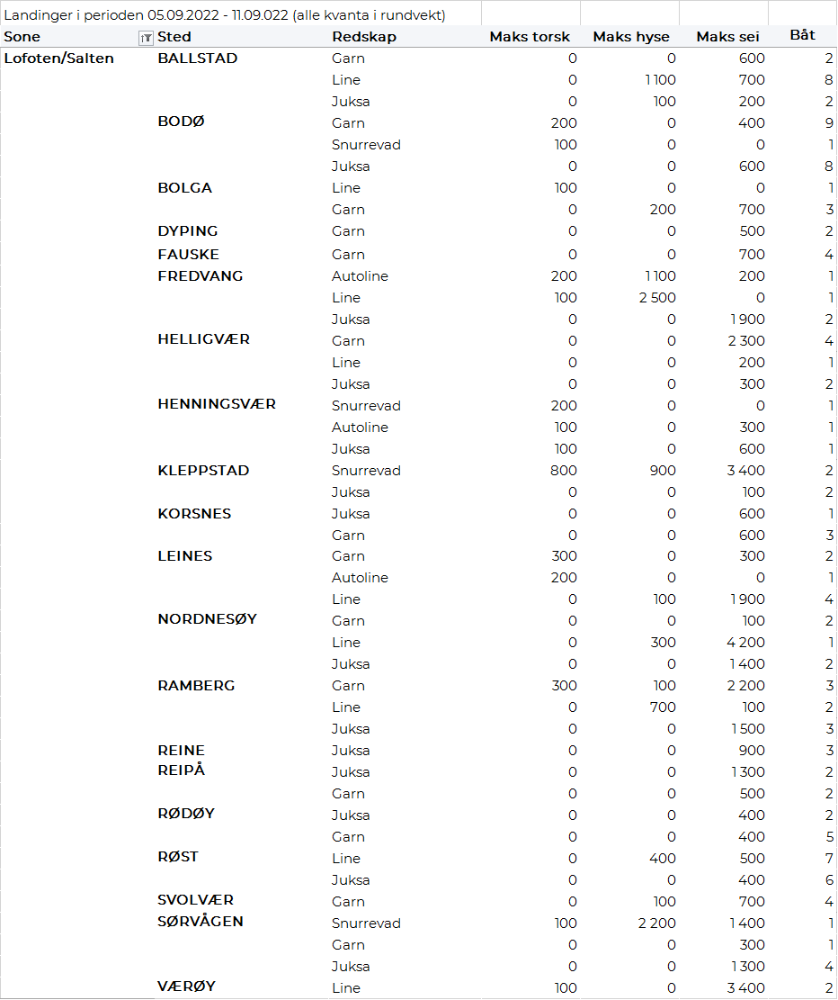 Landinger i perioden 05.09.2022 - 11.09.022 (alle kvanta i rundvekt)
Sone Sted Redskap Maks torsk Maks hyse Maks sei Båt
Lofoten/Salten BALLSTAD Garn 0 0 600 2
Line 0 1 100 700 8
Juksa 0 100 200 2
BODØ Garn 200 0 400 9
Snurrevad 100 0 0 1
Juksa 0 0 600 8
BOLGA Line 100 0 0 1
Garn 0 200 700 3
DYPING Garn 0 0 500 2
FAUSKE Garn 0 0 700 4
FREDVANG Autoline 200 1 100 200 1
Line 100 2 500 0 1
Juksa 0 0 1 900 2
HELLIGVÆR Garn 0 0 2 300 4
Line 0 0 200 1
Juksa 0 0 300 2
HENNINGSVÆR Snurrevad 200 0 0 1
Autoline 100 0 300 1
Juksa 100 0 600 1
KLEPPSTAD Snurrevad 800 900 3 400 2
Juksa 0 0 100 2
KORSNES Juksa 0 0 600 1
Garn 0 0 600 3
LEINES Garn 300 0 300 2
Autoline 200 0 0 1
Line 0 100 1 900 4
NORDNESØY Garn 0 0 100 2
Line 0 300 4 200 1
Juksa 0 0 1 400 2
RAMBERG Garn 300 100 2 200 3
Line 0 700 100 2
Juksa 0 0 1 500 3
REINE Juksa 0 0 900 3
REIPÅ Juksa 0 0 1 300 2
Garn 0 0 500 2
RØDØY Juksa 0 0 400 2
Garn 0 0 400 5
RØST Line 0 400 500 7
Juksa 0 0 400 6
SVOLVÆR Garn 0 100 700 4
SØRVÅGEN Snurrevad 100 2 200 1 400 1
Garn 0 0 300 1
Juksa 0 0 1 300 4
VÆRØY Line 100 0 3 400 2